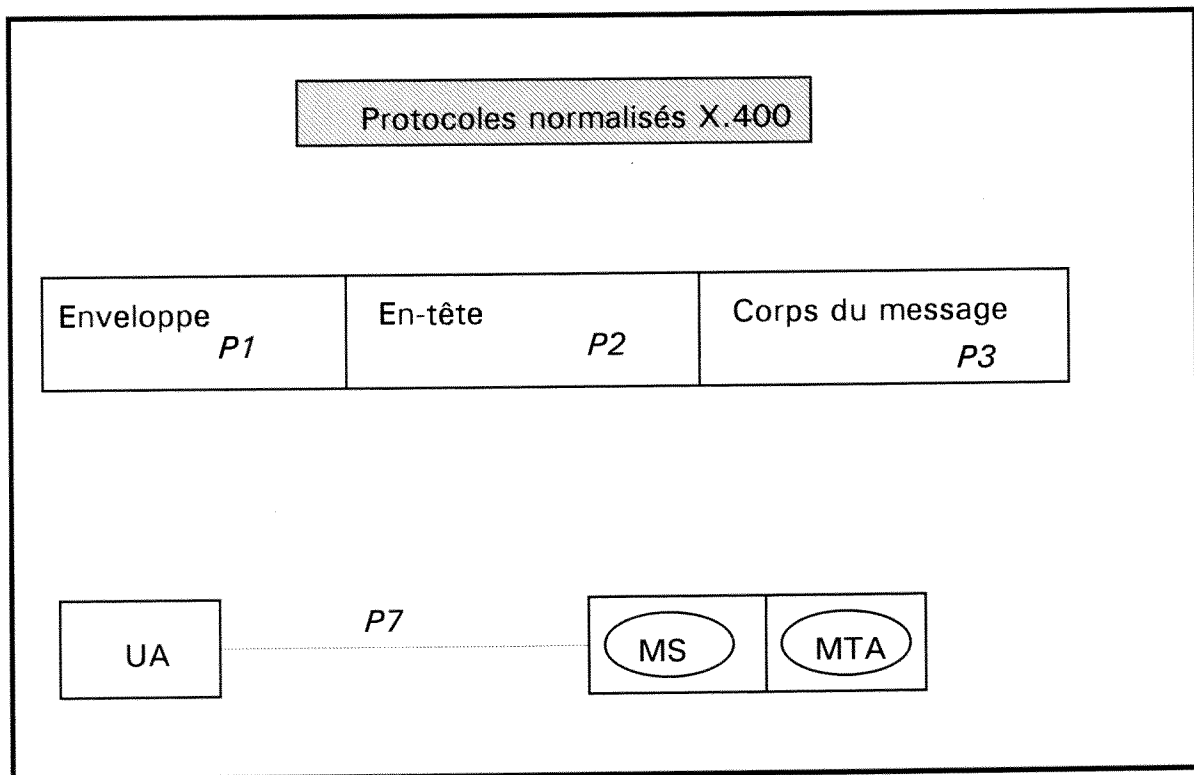 Protocoles normalisés X.400
Enveloppe
P1
En-tête
P2
Corps du message
P3
UA
P7
MS
MTA